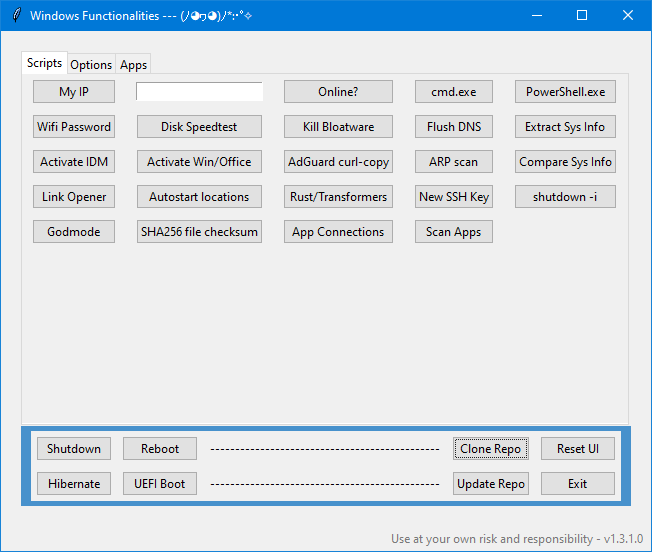 Windows Functionalities --- (ﾉ◕ヮ◕)ﾉ*:･ﾟ✧
Scripts Options Apps
My IP Online? cmd.exe PowerShell.exe
Wifi Password Disk Speedtest Kill Bloatware Flush DNS Extract Sys Info
Activate IDM Activate Win/Office AdGuard curl-copy ARP scan Compare Sys Info
Link Opener Autostart locations Rust/Transformers New SSH Key shutdown -i
Godmode SHA256 file checksum App Connections Scan Apps
Shutdown Reboot -------------------------------------------- Clone Repo Reset UI
Hibernate UEFI Boot -------------------------------------------- Update Repo Exit
Use at your own risk and responsibility - v1.3.1.0